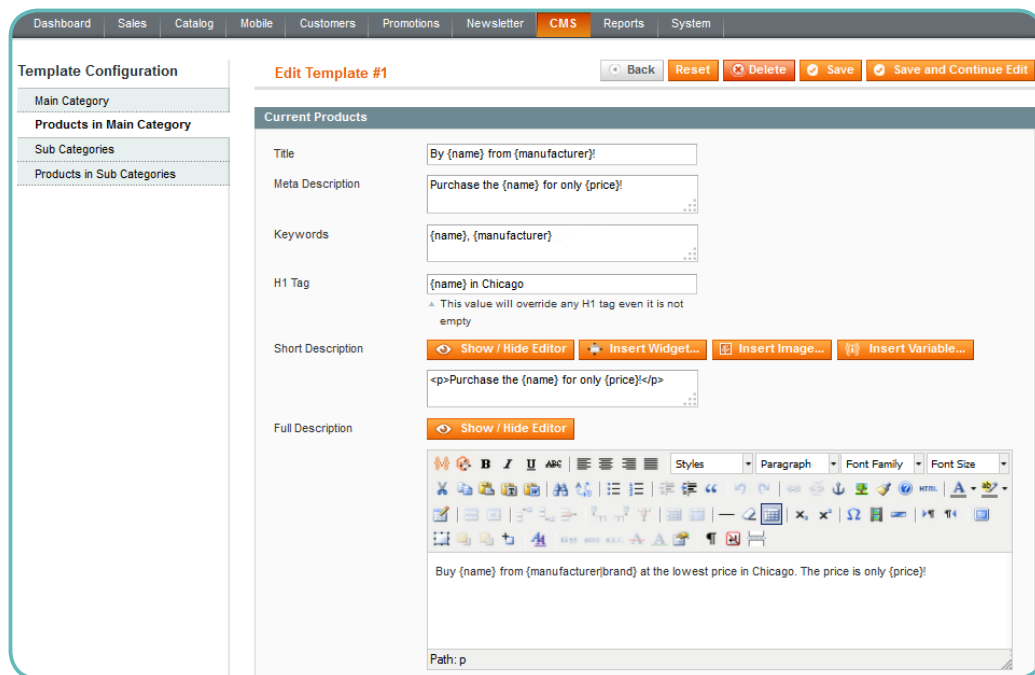 Dashboard Sales Catalog Mobile Customers Promotions Newsletter CMS Reports System
Template Configuration
Main Category
Products in Main Category
Sub Categories
Products in Sub Categories
Edit Template #1
Back Reset Delete Save Save and Continue Edit
Current Products
Title
By {name} from {manufacturer}!
Meta Description
Purchase the {name} for only {price}!
Keywords
{name}, {manufacturer}
H1 Tag
{name} in Chicago
This value will override any H1 tag even it is not
empty
Short Description
Show / Hide Editor Insert Widget... Insert Image... Insert Variable...
<p>Purchase the {name} for only {price}!</p>
Full Description
Show / Hide Editor
B I U ABC Styles Paragraph Font Family Font Size
HTML A ab
Buy {name} from {manufacturer|brand} at the lowest price in Chicago. The price is only {price}!
Path: p